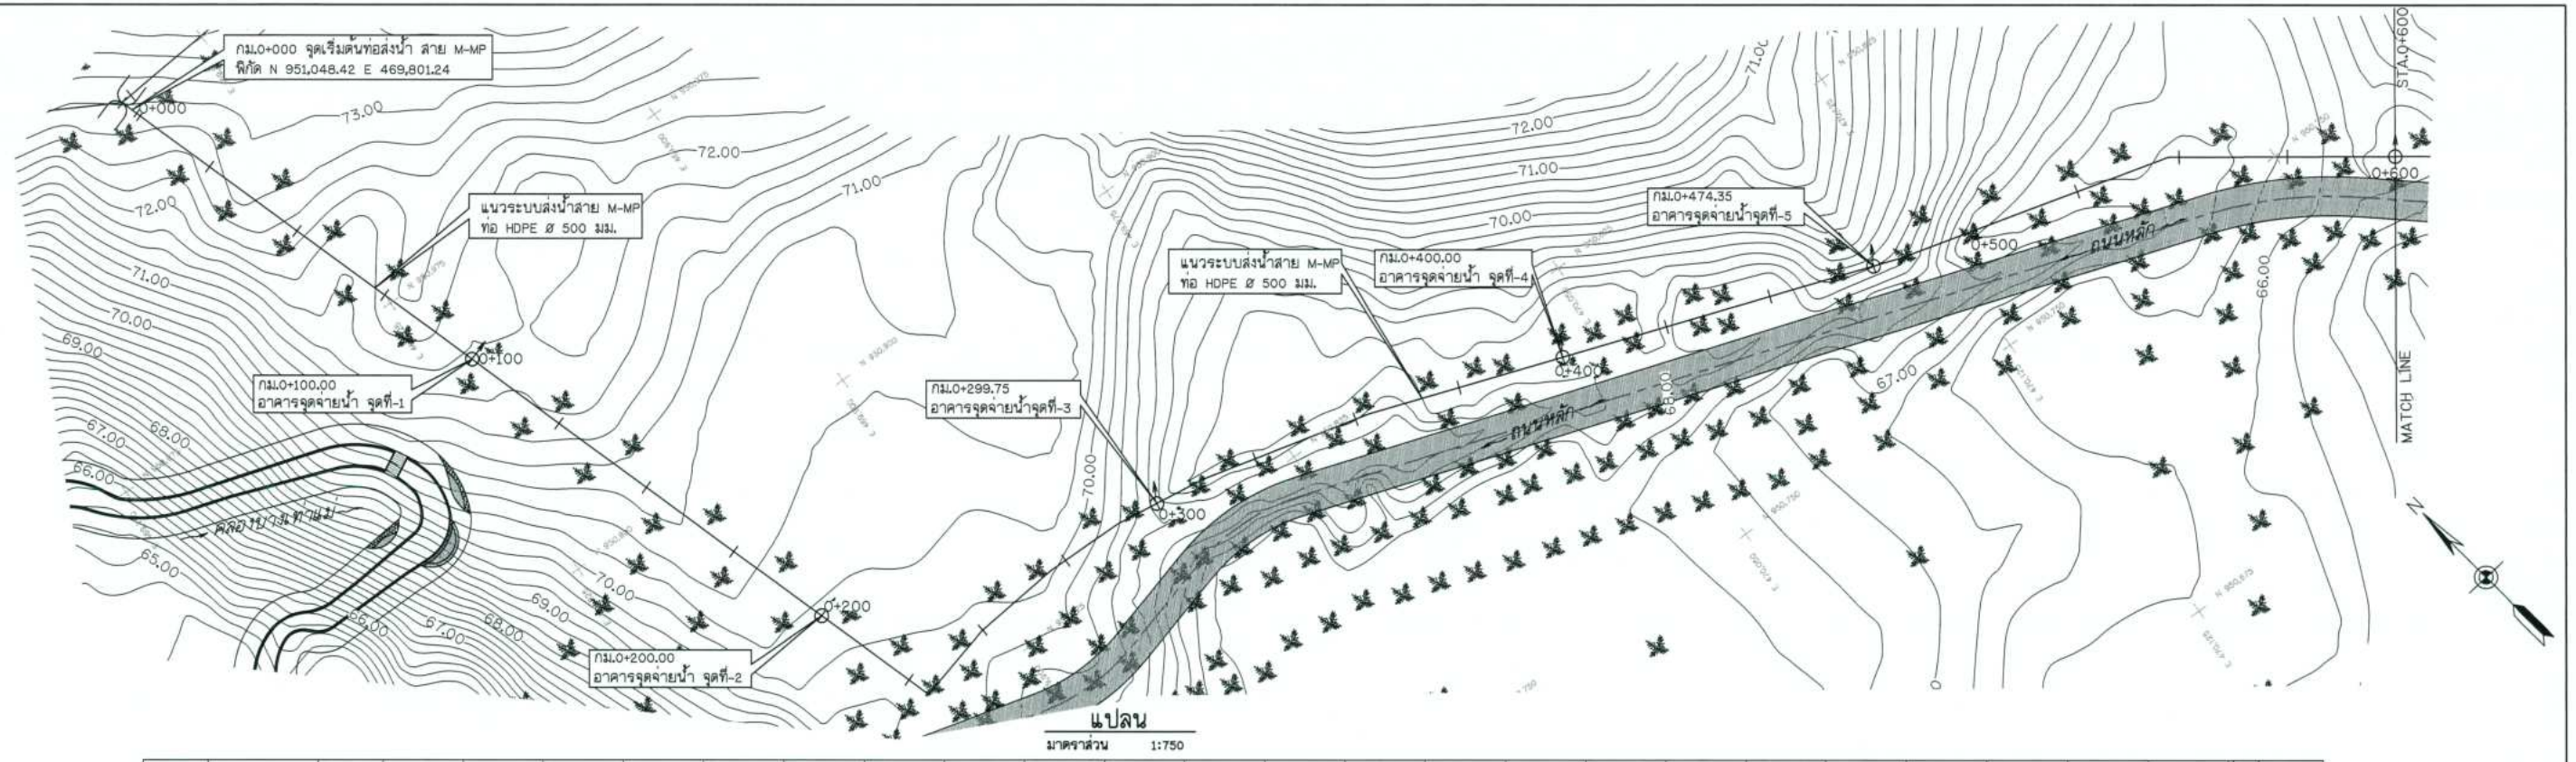 กม.0+000 จุดเริ่มต้นท่อส่งน้ำ สาย M-MP
พิกัด N 951,048.42 E 469,801.24
0+000
73.00
72.00
71.00
72.00
71.00
70.00
69.00
68.00
67.00
66.00
65.00
แนวระบบส่งน้ำสาย M-MP
ท่อ HDPE Ø 500 มม.
0+100
กม.0+100.00
อาคารจุดจ่ายน้ำ จุดที่-1
คลองบางเท่าแม่
66.00
67.00
68.00
69.00
70.00
0+200
กม.0+200.00
อาคารจุดจ่ายน้ำ จุดที่-2
กม.0+299.75
อาคารจุดจ่ายน้ำจุดที่-3
0+300
70.00
แนวระบบส่งน้ำสาย M-MP
ท่อ HDPE Ø 500 มม.
กม.0+400.00
อาคารจุดจ่ายน้ำ จุดที่-4
0+400
72.00
71.00
70.00
71.00
กม.0+474.35
อาคารจุดจ่ายน้ำจุดที่-5
0+500
ถนนหลัก
ถนนหลัก
68.00
67.00
66.00
STA.0+600
0+600
MATCH LINE
N
แปลน
มาตราส่วน 1:750